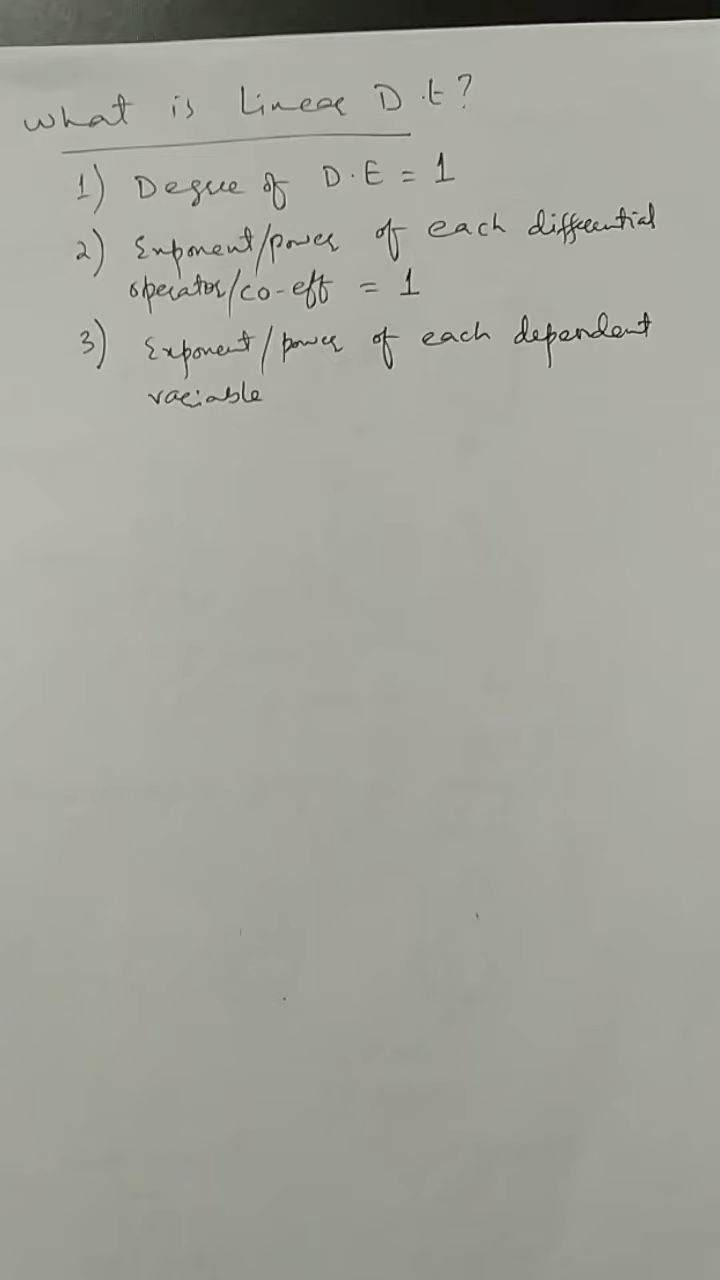 What is Linear D.E?
1) Degree of D.E = 1
2) Exponent/power of each differential
operator/co-eff = 1
3) Exponent/power of each dependent
variable